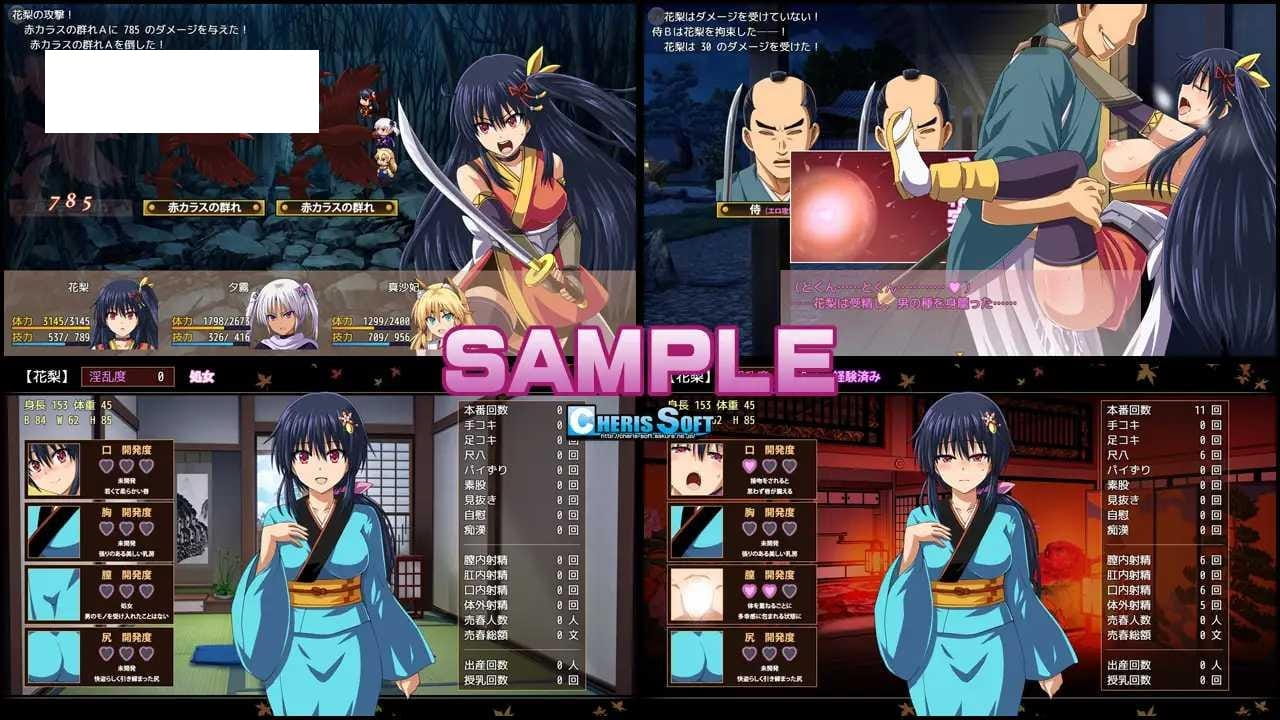 花梨の攻撃！
赤カラスの群れＡに 785 のダメージを与えた！
赤カラスの群れＡを倒した！
785
赤カラスの群れ
赤カラスの群れ
花梨
体力 3145/3145
技力 537/ 789
夕霧
体力 1798/2673
技力 326/ 416
真沙妃
体力 1299/2400
技力 709/ 956
花梨はダメージを受けていない！
侍Ｂは花梨を拘束した――！
花梨は 30 のダメージを受けた！
侍
花梨は受精し、男の種を身籠った……
SAMPLE
CHERIS SOFT
http://cheris-soft.sakura.ne.jp/
【花梨】 淫乱度 0 処女
身長 153 体重 45
B 84 W 62 H 85
口 開発度
未開発
若くて柔らかい唇
胸 開発度
未開発
張りのある美しい乳房
膣 開発度
処女
男のモノを受け入れたことはない
尻 開発度
未開発
快盗らしく引き締まった尻
本番回数 0
手コキ 0
足コキ 0 回
尺八 0 回
パイずり 0 回
素股 0 回
見抜き 0 回
自慰 0 回
痴漢 0 回
膣内射精 0 回
肛内射精 0 回
口内射精 0 回
体外射精 0 回
売春人数 0 人
売春総額 0 文
出産回数 0 人
授乳回数 0 回
【花梨】
経験済み
身長 153 体重 45
62 H 85
口 開発度
接吻をされると
思わず唇が震える
胸 開発度
未開発
張りのある美しい乳房
膣 開発度
体を重ねるごとに
多幸感に包まれる状態に
尻 開発度
未開発
快盗らしく引き締まった尻
本番回数 11 回
手コキ 0 回
足コキ 0 回
尺八 6 回
パイずり 0 回
素股 0 回
見抜き 0 回
自慰 0 回
痴漢 0 回
膣内射精 6 回
肛内射精 0 回
口内射精 6 回
体外射精 5 回
売春人数 0 人
売春総額 0 文
出産回数 0 人
授乳回数 0 回